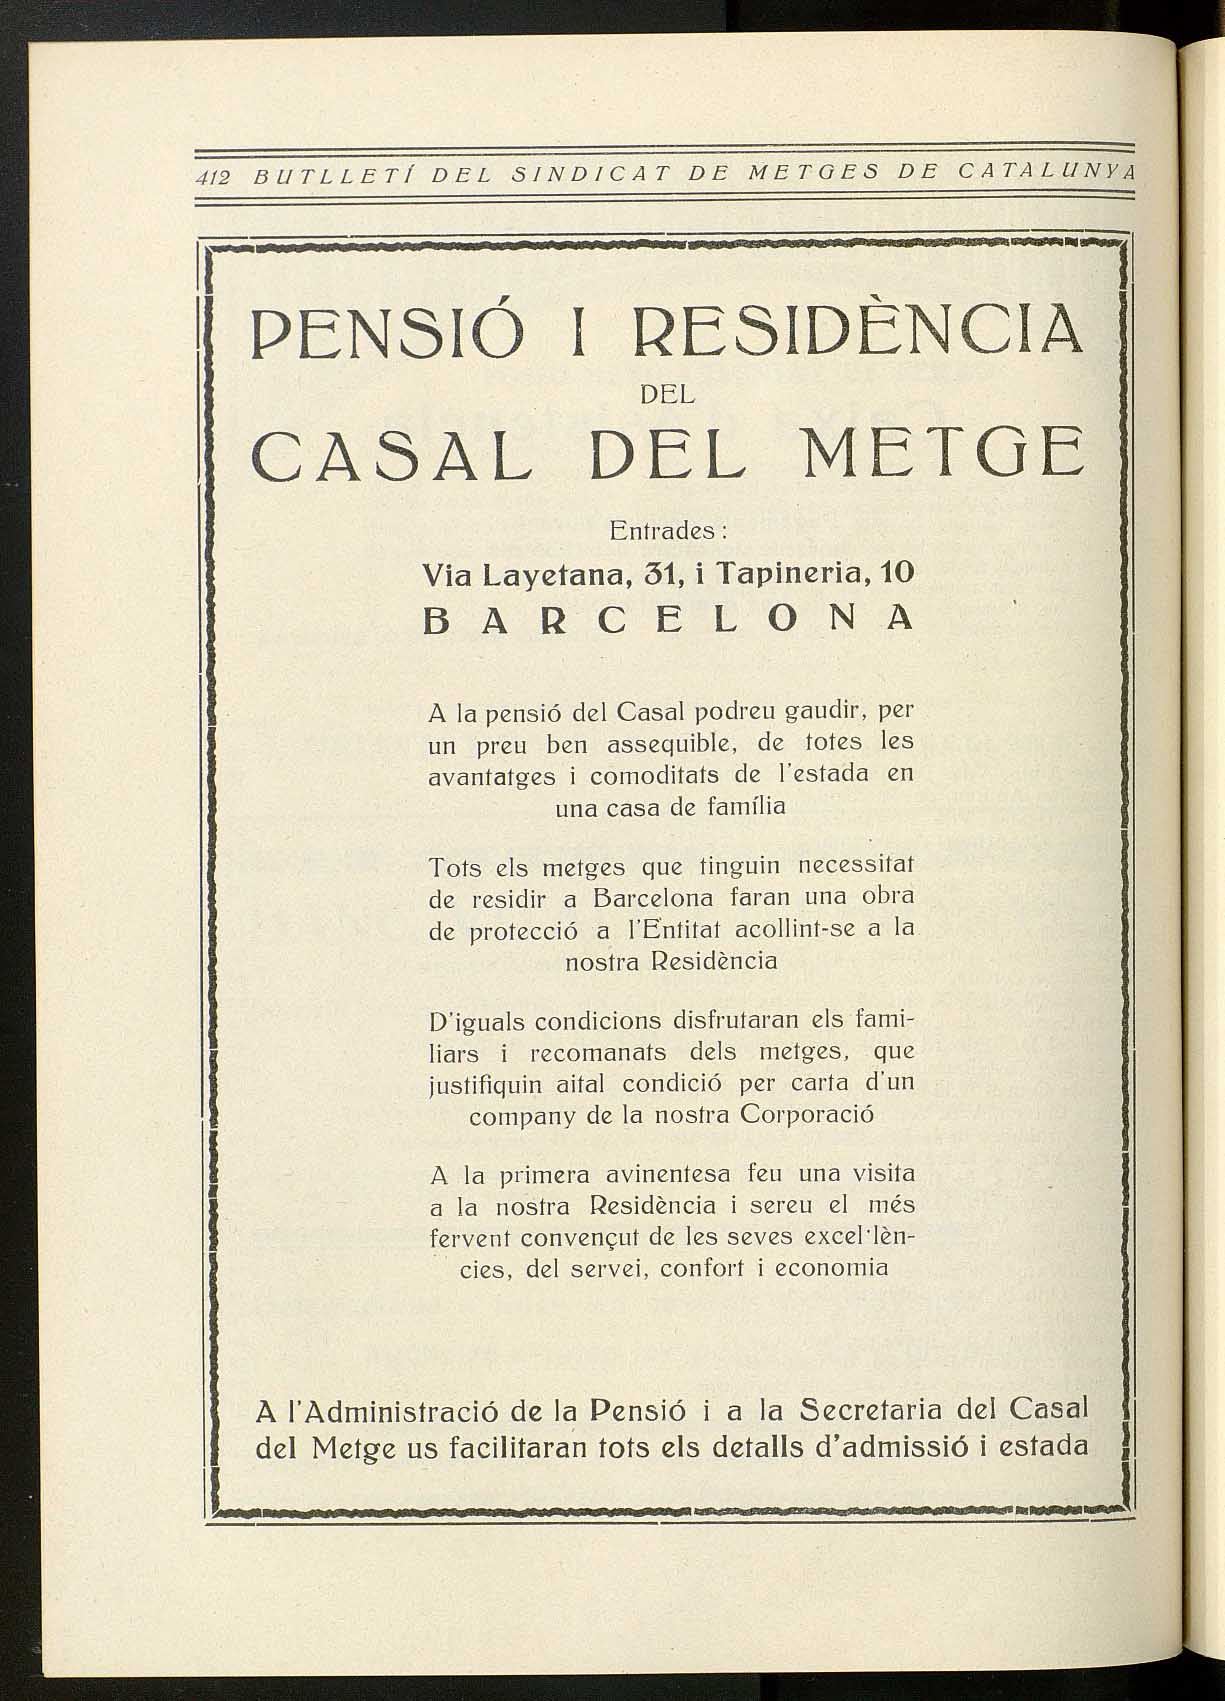 412 BUTLLETÍ DEL SINDICAT DE METGES DE CATALUNYA
PENSIÓ I RESIDÈNCIA
DEL
CASAL DEL METGE
Entrades:
Via Layetana, 31, i Tapineria, 10
BARCELONA
A la pensió del Casal podreu gaudir, per
un preu ben assequible, de totes les
avantatges i comoditats de l'estada en
una casa de família
Tots els metges que tinguin necessitat
de residir a Barcelona faran una obra
de protecció a l'Entitat acollint-se a la
nostra Residència
D'iguals condicions disfrutaran els fami-
liars i recomanats dels metges, que
justifiquin aital condició per carta d'un
company de la nostra Corporació
A la primera avinentesa feu una visita
a la nostra Residència i sereu el més
fervent convençut de les seves excel·lèn-
cies, del servei, confort i economia
A l'Administració de la Pensió i a la Secretaria del Casal
del Metge us facilitaran tots els detalls d'admissió i estada